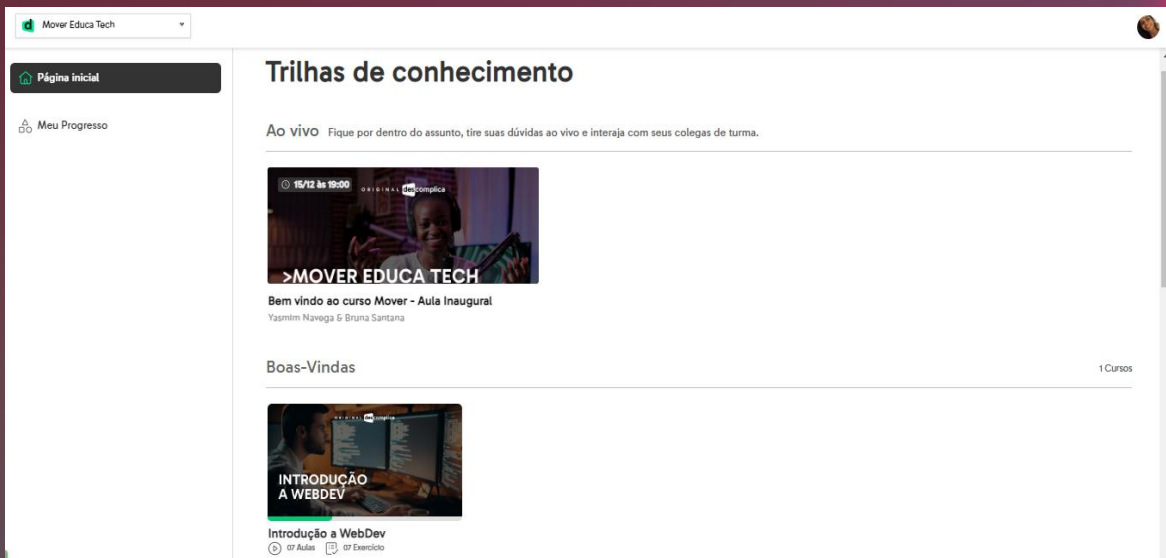 Mover Educa Tech
Página inicial
Meu Progresso
Trilhas de conhecimento
Ao vivo Fique por dentro do assunto, tire suas dúvidas ao vivo e interaja com seus colegas de turma.
15/12 às 19:00
ORIGINAL descomplica
>MOVER EDUCA TECH
Bem vindo ao curso Mover - Aula Inaugural
Yasmim Navega & Bruna Santana
Boas-Vindas
1 Cursos
ORIGINAL descomplica
INTRODUÇÃO
A WEBDEV
Introdução a WebDev
07 Aulas 07 Exercício